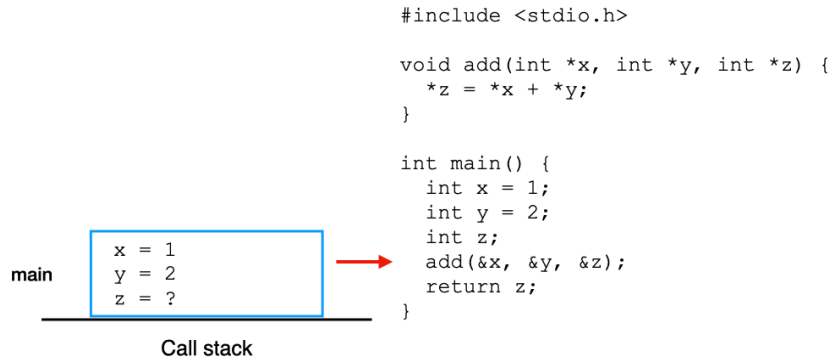 #include <stdio.h>
void add(int *x, int *y, int *z) {
  *z = *x + *y;
}
int main() {
  int x = 1;
  int y = 2;
  int z;
  add(&x, &y, &z);
  return z;
}
x = 1
main
y = 2
z = ?
Call stack